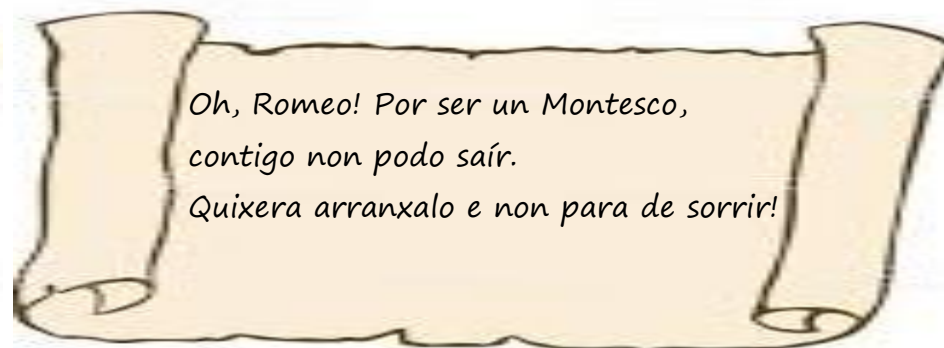 Oh, Romeo! Por ser un Montesco,
contigo non podo saír.
Quixera arranxalo e non para de sorrir!